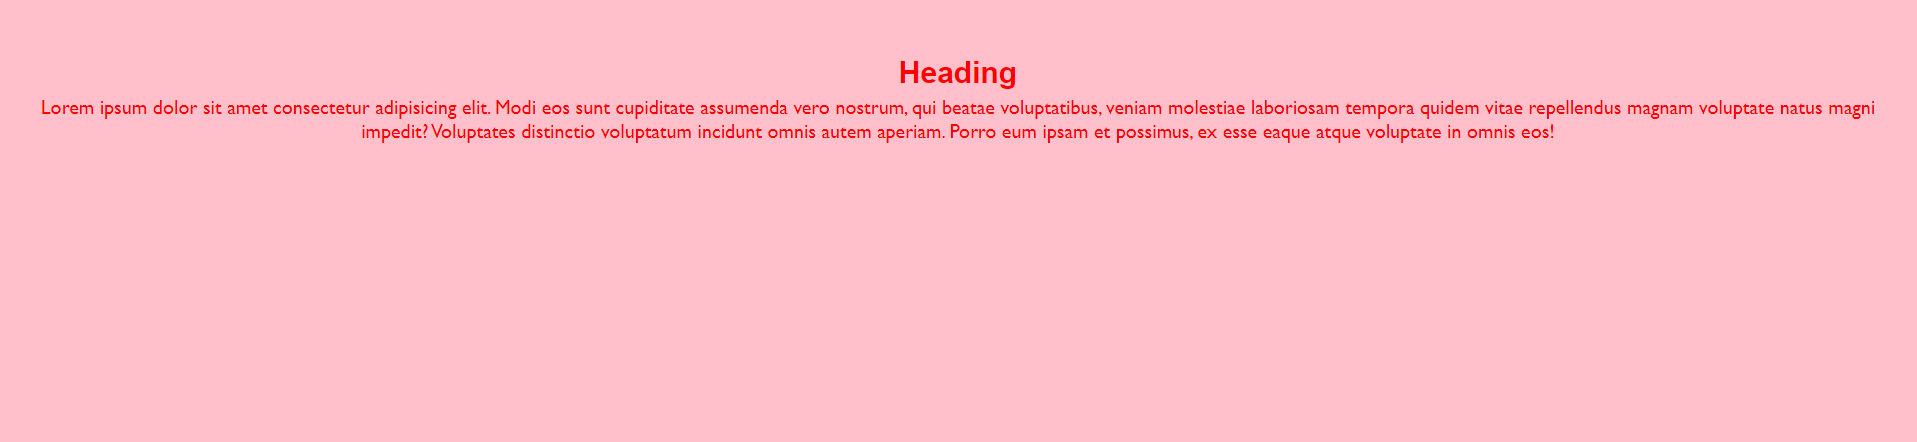 Heading
Lorem ipsum dolor sit amet consectetur adipisicing elit. Modi eos sunt cupiditate assumenda vero nostrum, qui beatae voluptatibus, veniam molestiae laboriosam tempora quidem vitae repellendus magnam voluptate natus magni
impedit? Voluptates distinctio voluptatum incidunt omnis autem aperiam. Porro eum ipsam et possimus, ex esse eaque atque voluptate in omnis eos!